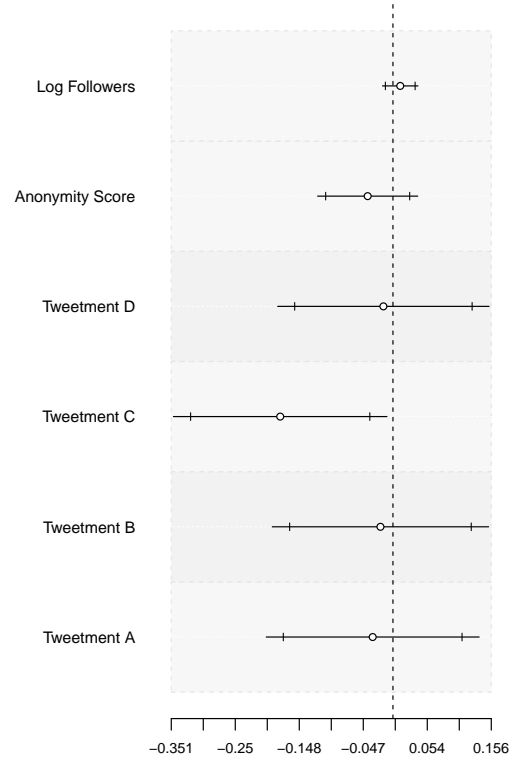 Log Followers
Anonymity Score
Tweetment D
Tweetment C
Tweetment B
Tweetment A
−0.351 −0.25 −0.148 −0.047 0.054 0.156